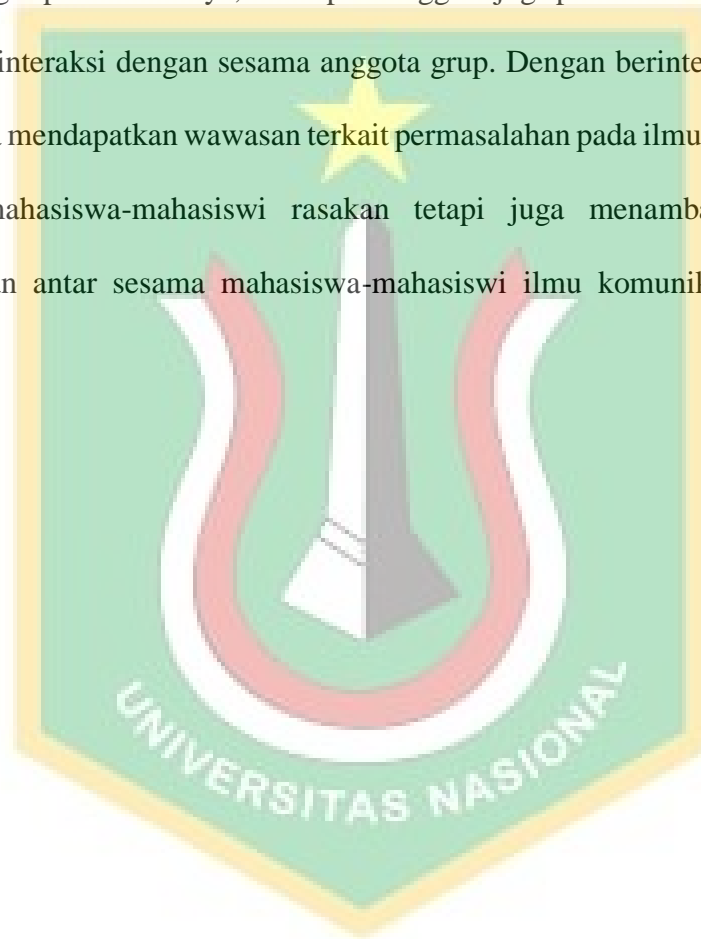 interaksi dengan sesama anggota grup. Dengan berinte
mendapatkan wawasan terkait permasalahan pada ilmu
mahasiswa-mahasiswi rasakan tetapi juga menamba
an antar sesama mahasiswa-mahasiswi ilmu komunik
UNIVERSITAS NASIONAL